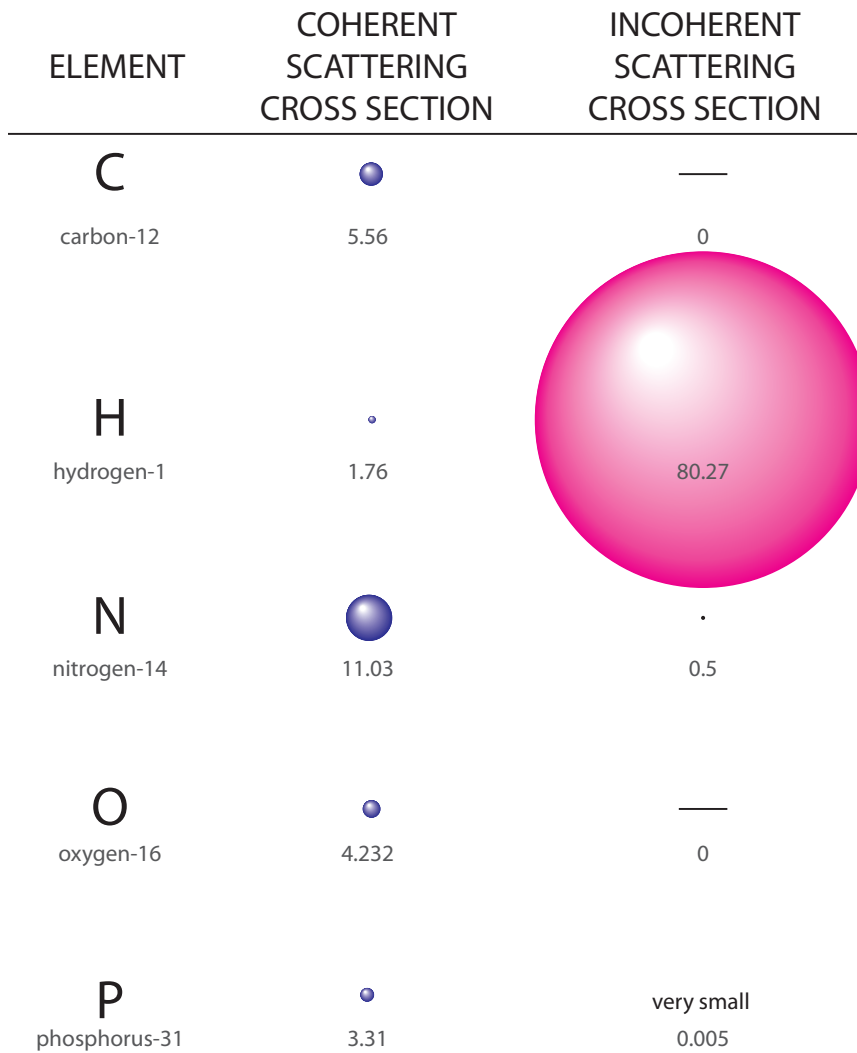 ELEMENT
COHERENT
SCATTERING
CROSS SECTION
INCOHERENT
SCATTERING
CROSS SECTION
C
carbon-12
5.56
0
H
hydrogen-1
1.76
80.27
N
nitrogen-14
11.03
0.5
O
oxygen-16
4.232
0
P
very small
phosphorus-31
3.31
0.005